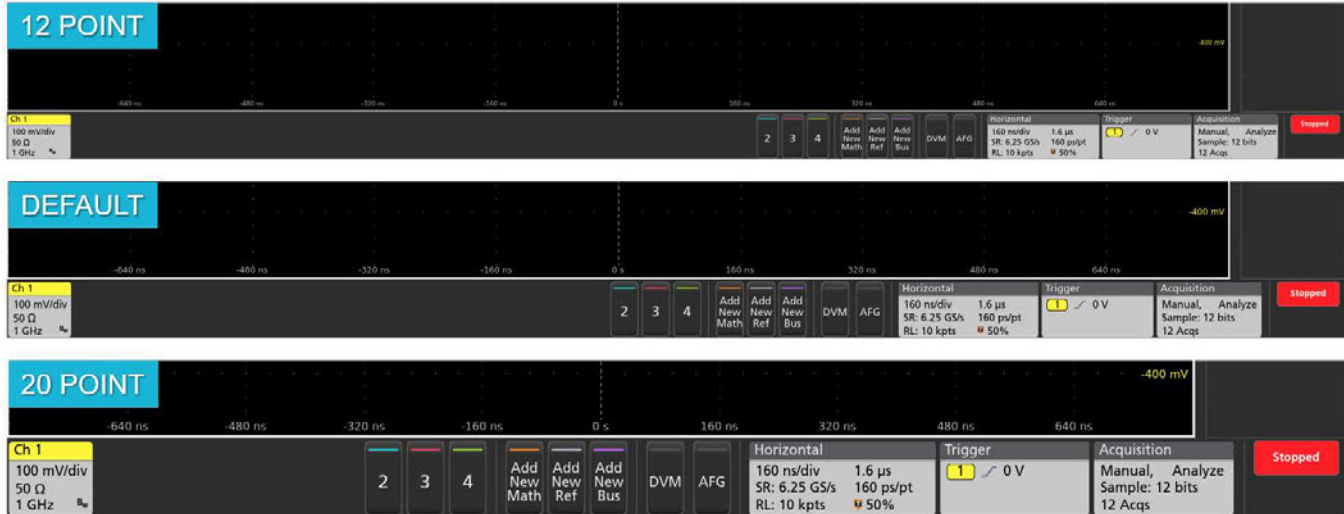 12 POINT
-400 mV
-640 ns -480 ns -320 ns -160 ns 0 s 160 ns 320 ns 480 ns 640 ns
Ch 1
100 mV/div
50 Ω
1 GHz Bw
2 3 4
Add New Math
Add New Ref
Add New Bus
DVM AFG
Horizontal
160 ns/div 1.6 µs
SR: 6.25 GS/s 160 ps/pt
RL: 10 kpts 50%
Trigger
1 0 V
Acquisition
Manual, Analyze
Sample: 12 bits
12 Acqs
Stopped
DEFAULT
-400 mV
-640 ns -480 ns -320 ns -160 ns 0 s 160 ns 320 ns 480 ns 640 ns
Ch 1
100 mV/div
50 Ω
1 GHz Bw
2 3 4
Add New Math
Add New Ref
Add New Bus
DVM AFG
Horizontal
160 ns/div 1.6 µs
SR: 6.25 GS/s 160 ps/pt
RL: 10 kpts 50%
Trigger
1 0 V
Acquisition
Manual, Analyze
Sample: 12 bits
12 Acqs
Stopped
20 POINT
-400 mV
-640 ns -480 ns -320 ns -160 ns 0 s 160 ns 320 ns 480 ns 640 ns
Ch 1
100 mV/div
50 Ω
1 GHz Bw
2 3 4
Add New Math
Add New Ref
Add New Bus
DVM AFG
Horizontal
160 ns/div 1.6 µs
SR: 6.25 GS/s 160 ps/pt
RL: 10 kpts 50%
Trigger
1 0 V
Acquisition
Manual, Analyze
Sample: 12 bits
12 Acqs
Stopped